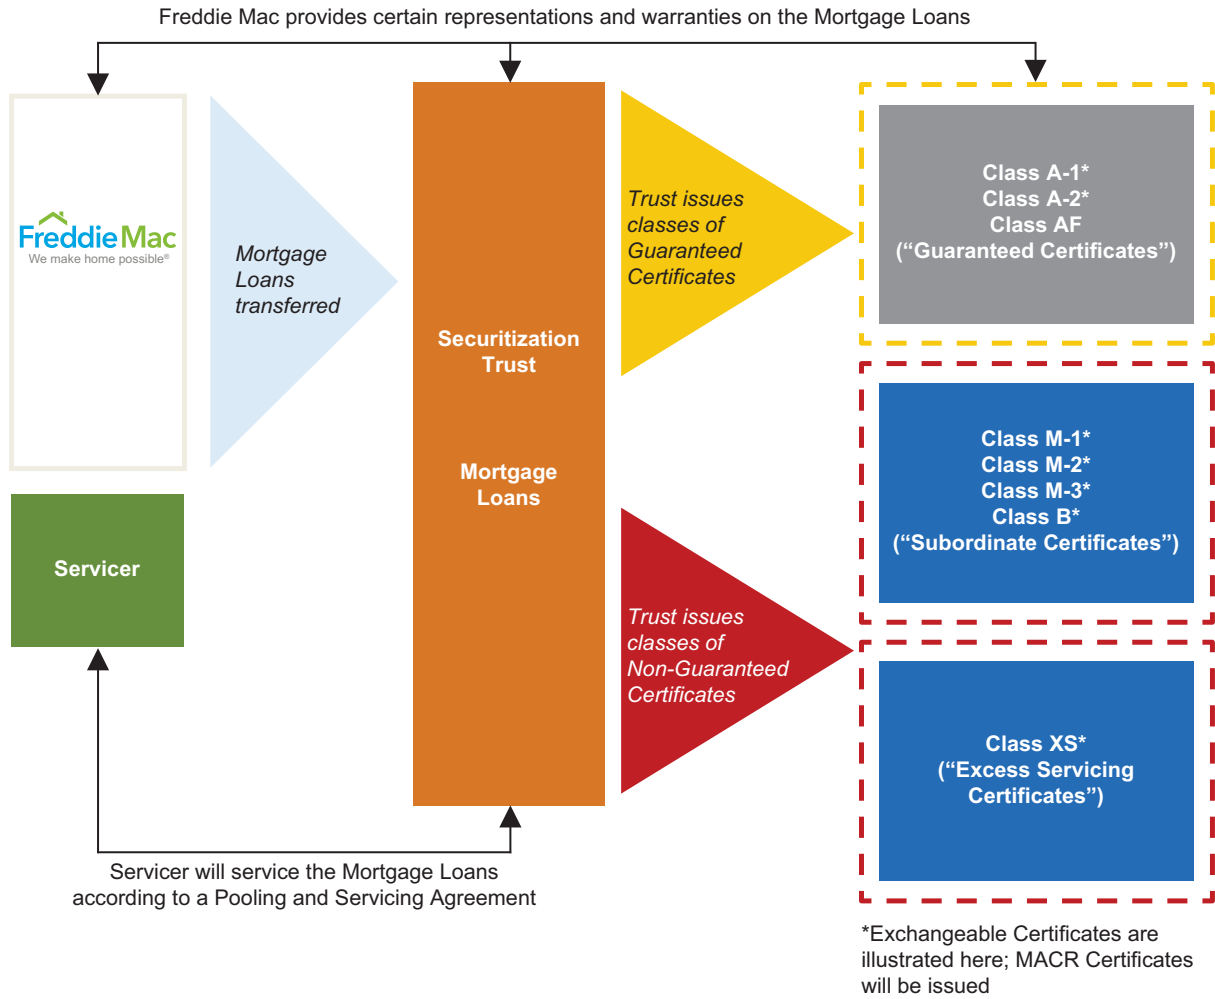 Freddie Mac provides certain representations and warranties on the Mortgage Loans
FreddieMac
We make home possible®
Mortgage
Loans
transferred
Servicer
Securitization
Trust
Mortgage
Loans
Trust issues
classes of
Guaranteed
Certificates
Trust issues
classes of
Non-Guaranteed
Certificates
Class A-1*
Class A-2*
Class AF
(“Guaranteed Certificates”)
Class M-1*
Class M-2*
Class M-3*
Class B*
(“Subordinate Certificates”)
Class XS*
(“Excess Servicing
Certificates”)
Servicer will service the Mortgage Loans
according to a Pooling and Servicing Agreement
*Exchangeable Certificates are
illustrated here; MACR Certificates
will be issued